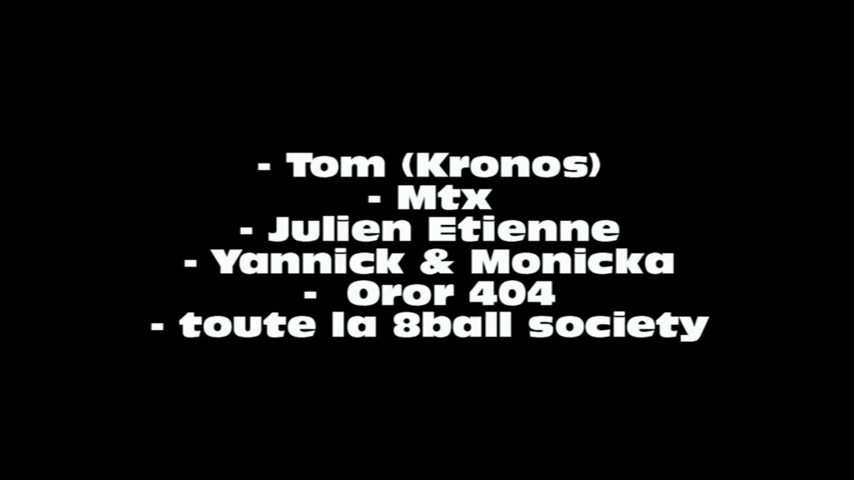 - Tom (Kronos)
- Mtx
- Julien Etienne
- Yannick & Monicka
- Oror 404
- toute la 8ball society